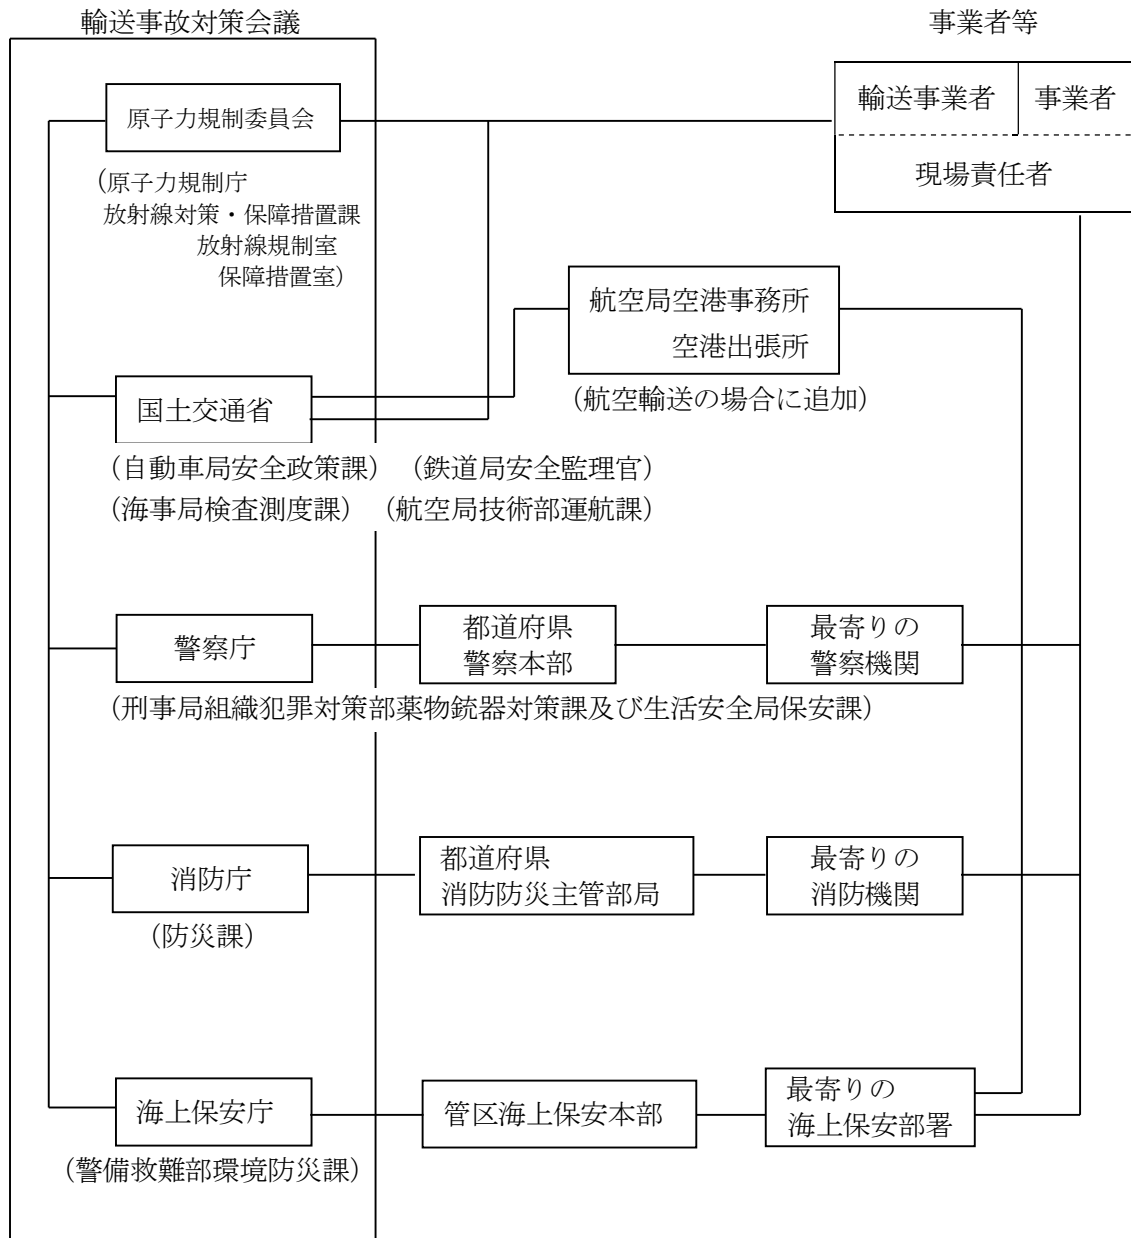 輸送事故対策会議
事業者等
原子力規制委員会
輸送事業者
事業者
現場責任者
(原子力規制庁
放射線対策・保障措置課
放射線規制室
保障措置室)
航空局空港事務所
空港出張所
(航空輸送の場合に追加)
国土交通省
(自動車局安全政策課) (鉄道局安全監理官)
(海事局検査測度課) (航空局技術部運航課)
警察庁
都道府県
警察本部
最寄りの
警察機関
(刑事局組織犯罪対策部薬物銃器対策課及び生活安全局保安課)
消防庁
都道府県
消防防災主管部局
最寄りの
消防機関
(防災課)
海上保安庁
管区海上保安本部
最寄りの
海上保安部署
(警備救難部環境防災課)